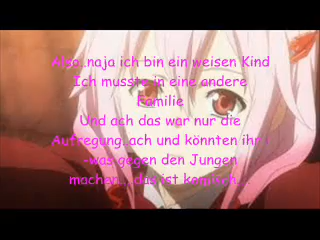 Also..naja ich bin ein weisen Kind
Ich musste in eine andere
Familie
Und ach das war nur die
Aufregung..ach und könnten ihr
-was gegen den Jungen
machen... das ist komisch...